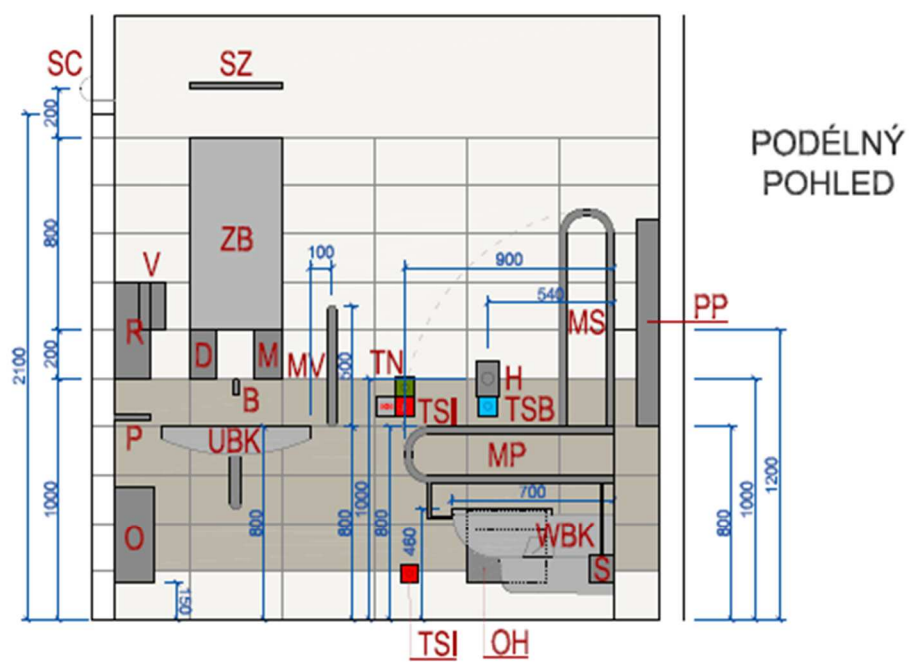 SC
SZ
200
PODÉLNÝ
POHLED
800
ZB
100
900
V
540
MS
PP
R
2100
200
D
M
MV
500
TN
H
B
TSI
TSB
P
UBK
MP
1200
1000
800
800
1000
800
700
460
800
1000
O
WBK
S
150
TSI
OH